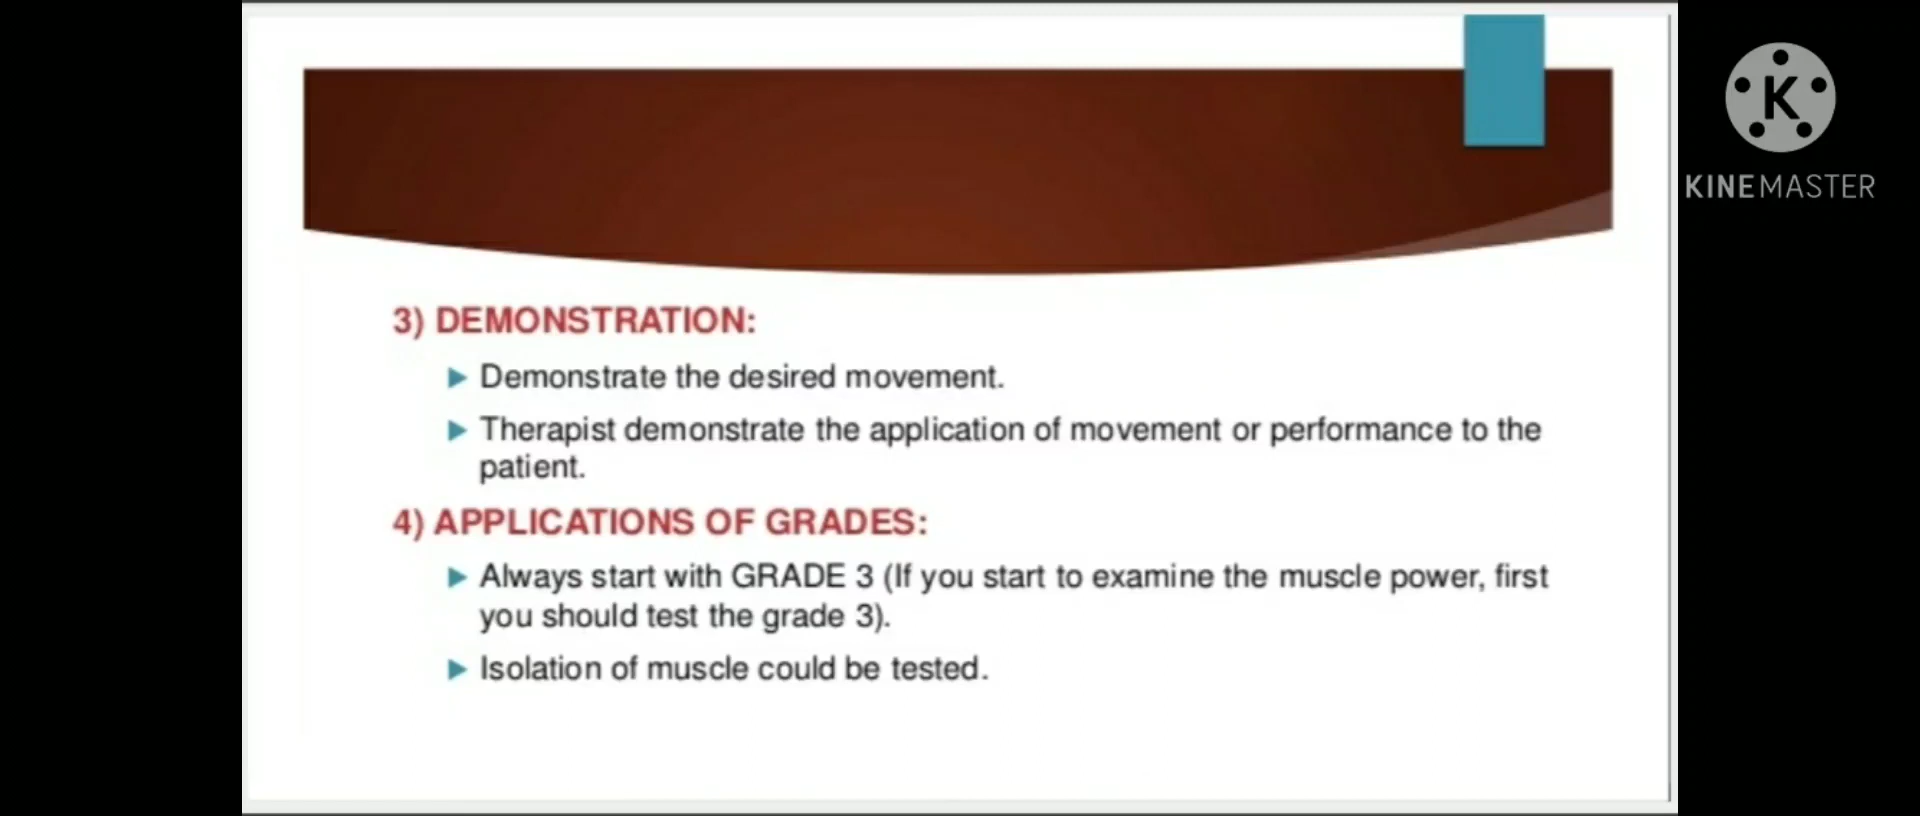 K
KINEMASTER
3) DEMONSTRATION:
Demonstrate the desired movement.
Therapist demonstrate the application of movement or performance to the
patient.
4) APPLICATIONS OF GRADES:
Always start with GRADE 3 (If you start to examine the muscle power, first
you should test the grade 3).
Isolation of muscle could be tested.